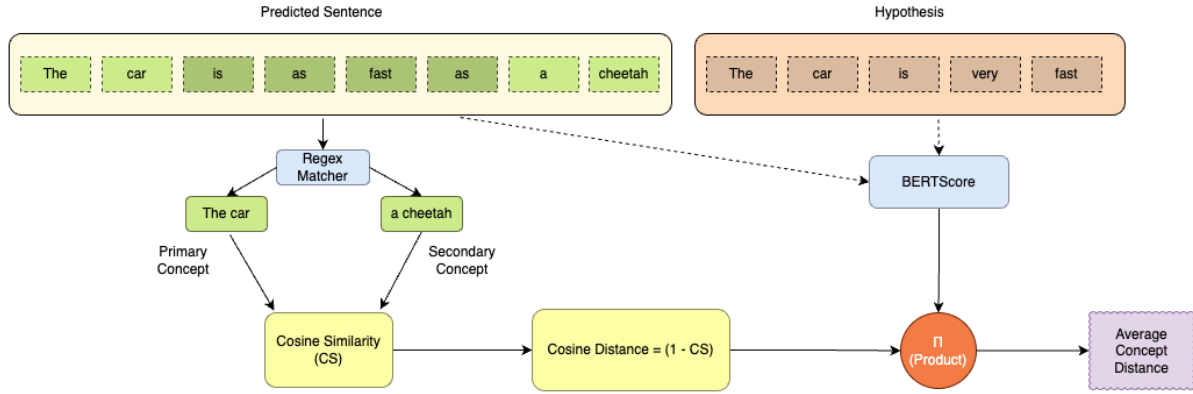 Predicted Sentence
Hypothesis
The car is as fast as a cheetah
The car is very fast
Regex
Matcher
BERTScore
The car
a cheetah
Primary
Concept
Secondary
Concept
Cosine Similarity
(CS)
Cosine Distance = (1 - CS)
Π
(Product)
Average
Concept
Distance